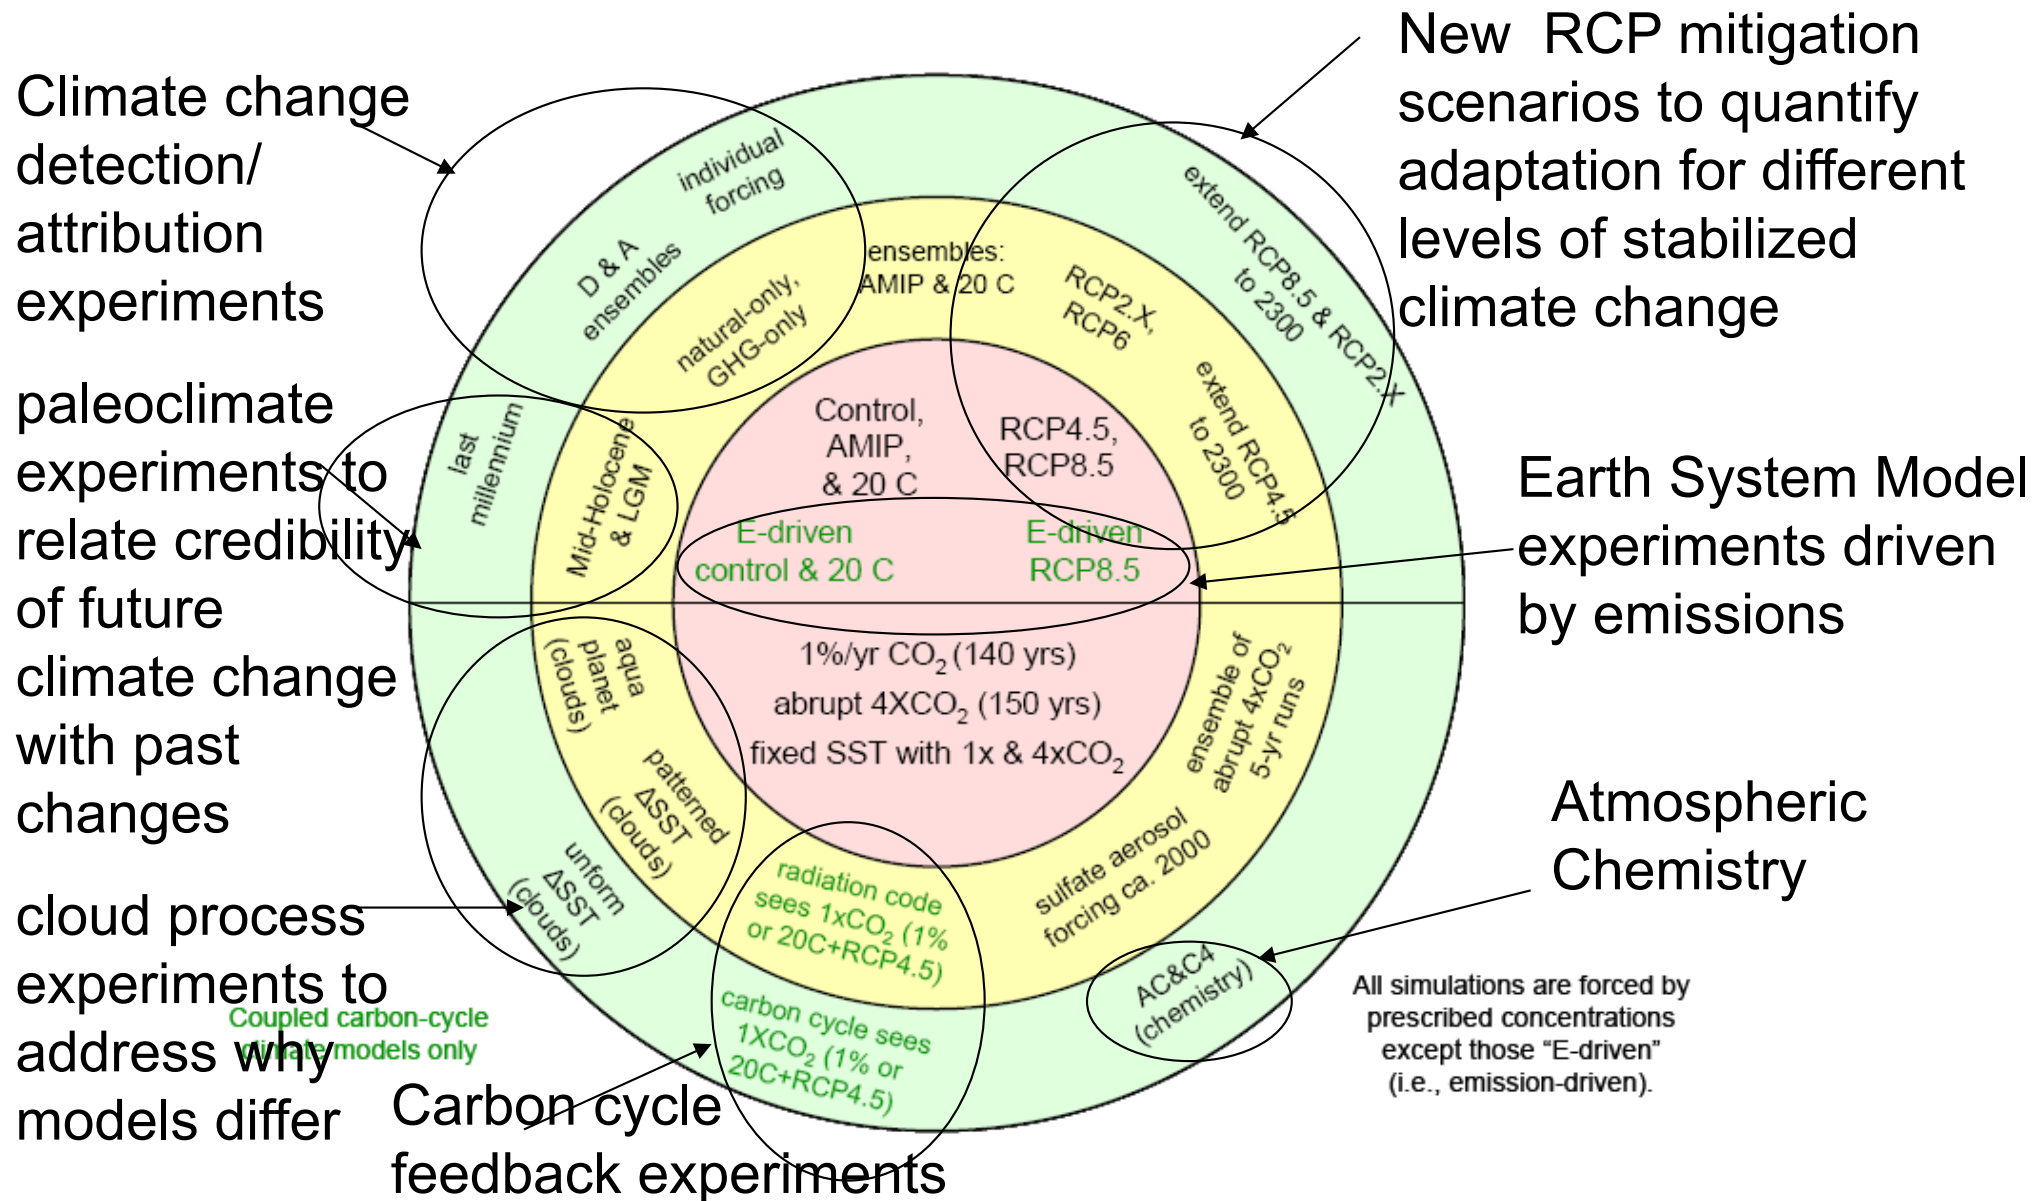 Climate change
detection/
attribution
experiments
paleoclimate
experiments to
relate credibility
of future
climate change
with past
changes
cloud process
experiments to
address why
models differ
Coupled carbon-cycle
climate models only
Carbon cycle
feedback experiments
New RCP mitigation
scenarios to quantify
adaptation for different
levels of stabilized
climate change
Earth System Model
experiments driven
by emissions
Atmospheric
Chemistry
All simulations are forced by
prescribed concentrations
except those “E-driven”
(i.e., emission-driven).
individual
forcing
D & A
ensembles
last
millennium
extend RCP8.5 & RCP2.X
to 2300
ensembles:
AMIP & 20 C
natural-only,
GHG-only
Mid-Holocene
& LGM
RCP2.X,
RCP6
extend RCP4.5
to 2300
Control,
AMIP,
& 20 C
RCP4.5,
RCP8.5
E-driven
control & 20 C
E-driven
RCP8.5
1%/yr CO₂ (140 yrs)
abrupt 4XCO₂ (150 yrs)
fixed SST with 1x & 4xCO₂
aqua
planet
(clouds)
patterned
ΔSST
(clouds)
unform
ΔSST
(clouds)
radiation code
sees 1xCO₂ (1%
or 20C+RCP4.5)
carbon cycle sees
1XCO₂ (1% or
20C+RCP4.5)
ensemble of
abrupt 4xCO₂
5-yr runs
sulfate aerosol
forcing ca. 2000
AC&C4
(chemistry)